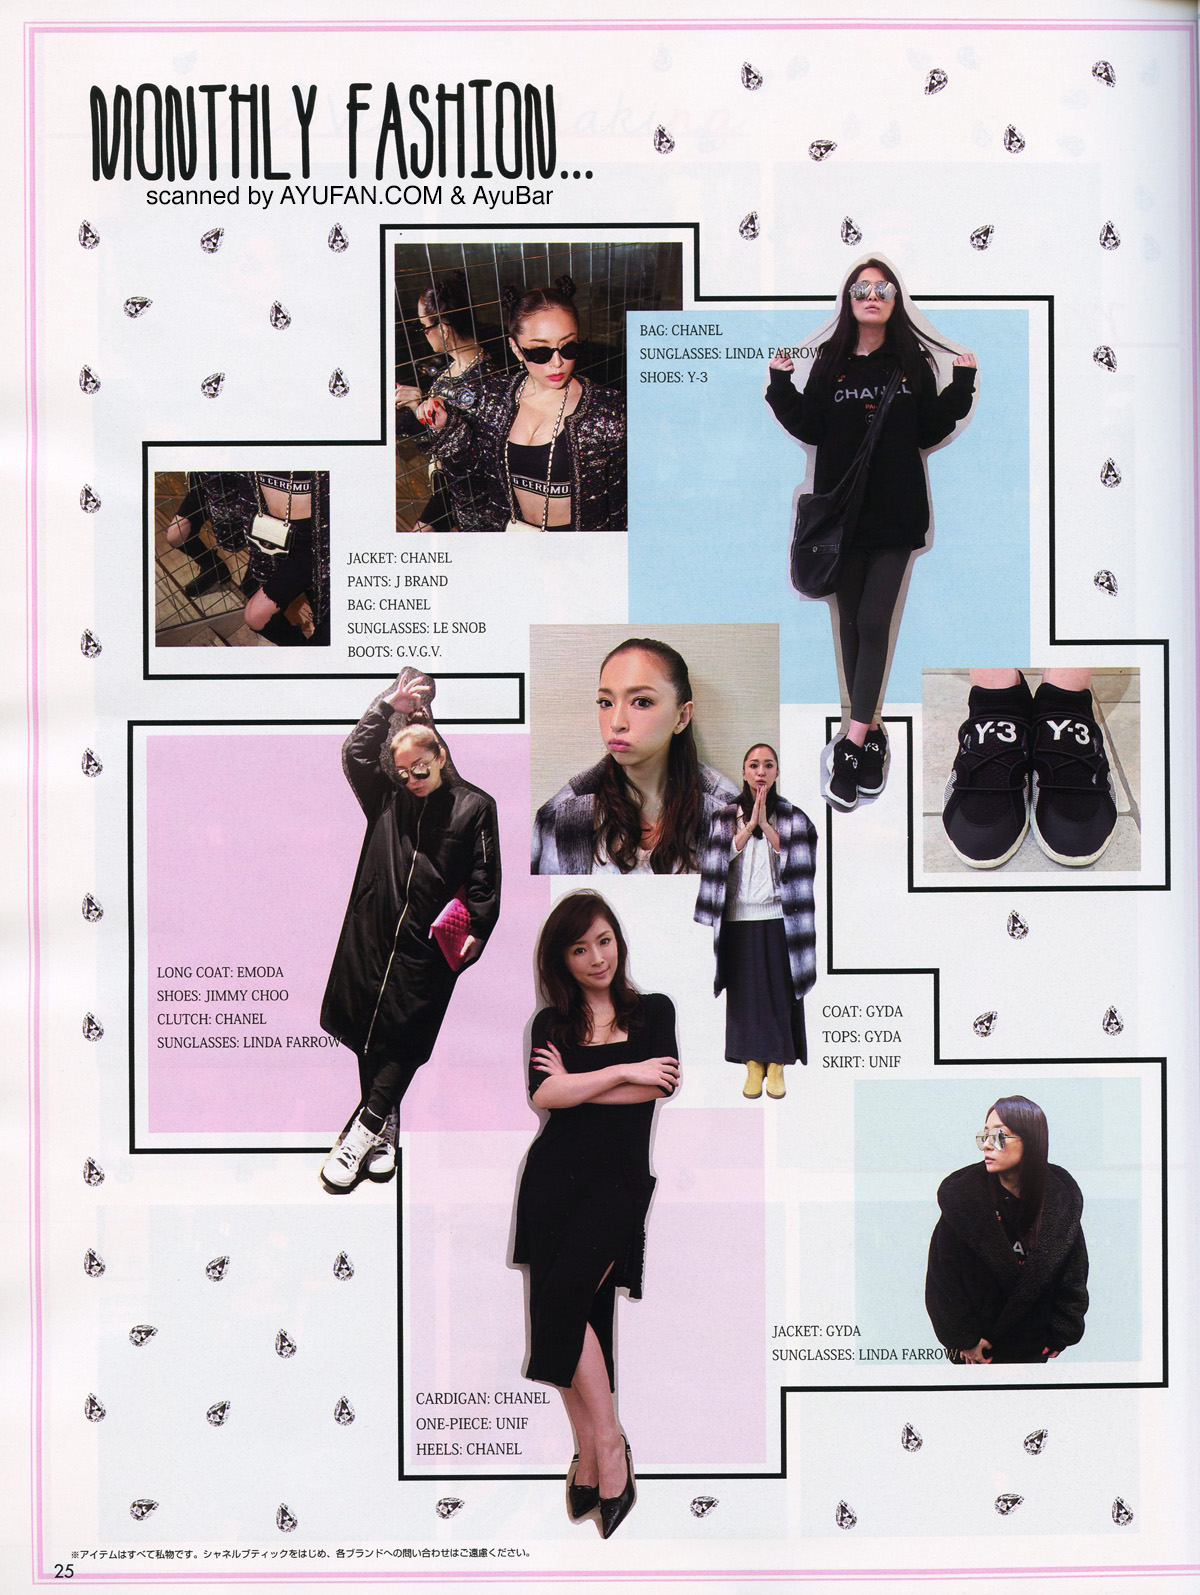 MONTHLY FASHION...
scanned by AYUFAN.COM & AyuBar
BAG: CHANEL
SUNGLASSES: LINDA FARROW
SHOES: Y-3
CHANEL
JACKET: CHANEL
PANTS: J BRAND
BAG: CHANEL
SUNGLASSES: LE SNOB
BOOTS: G.V.G.V.
Y-3 Y-3
LONG COAT: EMODA
SHOES: JIMMY CHOO
CLUTCH: CHANEL
SUNGLASSES: LINDA FARROW
COAT: GYDA
TOPS: GYDA
SKIRT: UNIF
JACKET: GYDA
SUNGLASSES: LINDA FARROW
CARDIGAN: CHANEL
ONE-PIECE: UNIF
HEELS: CHANEL
※アイテムはすべて私物です。シャネルブティックをはじめ、各ブランドへの問い合わせはご遠慮ください。
25